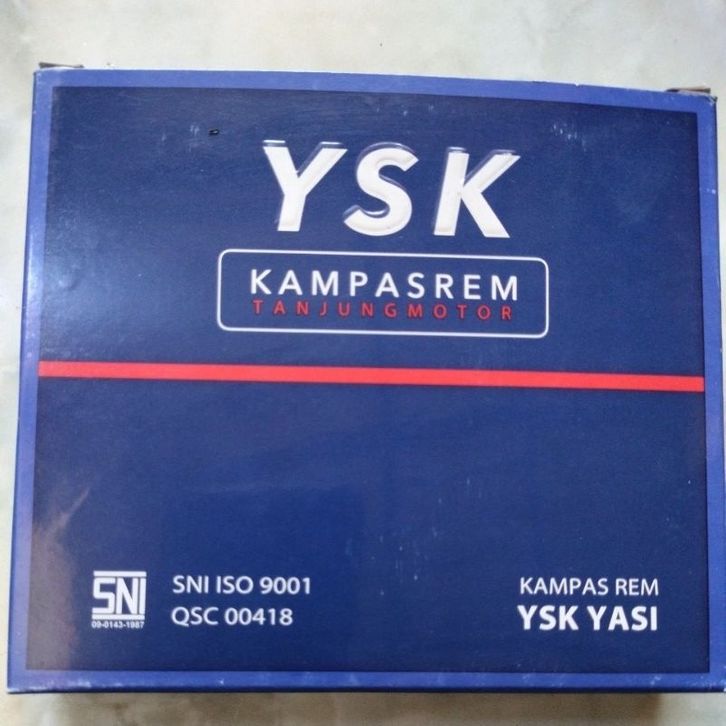 YSK
KAMPASREM
TANJUNGMOTOR
SNI
09-0143-1987
SNI ISO 9001
QSC 00418
KAMPAS REM
YSK YASI